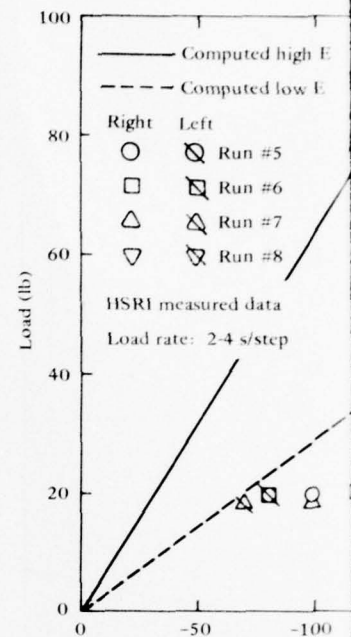 100
Computed high E
Computed low E
80
Right Left
Run #5
Run #6
Run #7
60
Run #8
Load (lb)
HSRI measured data
Load rate: 2-4 s/step
40
20
0
0 -50 -100